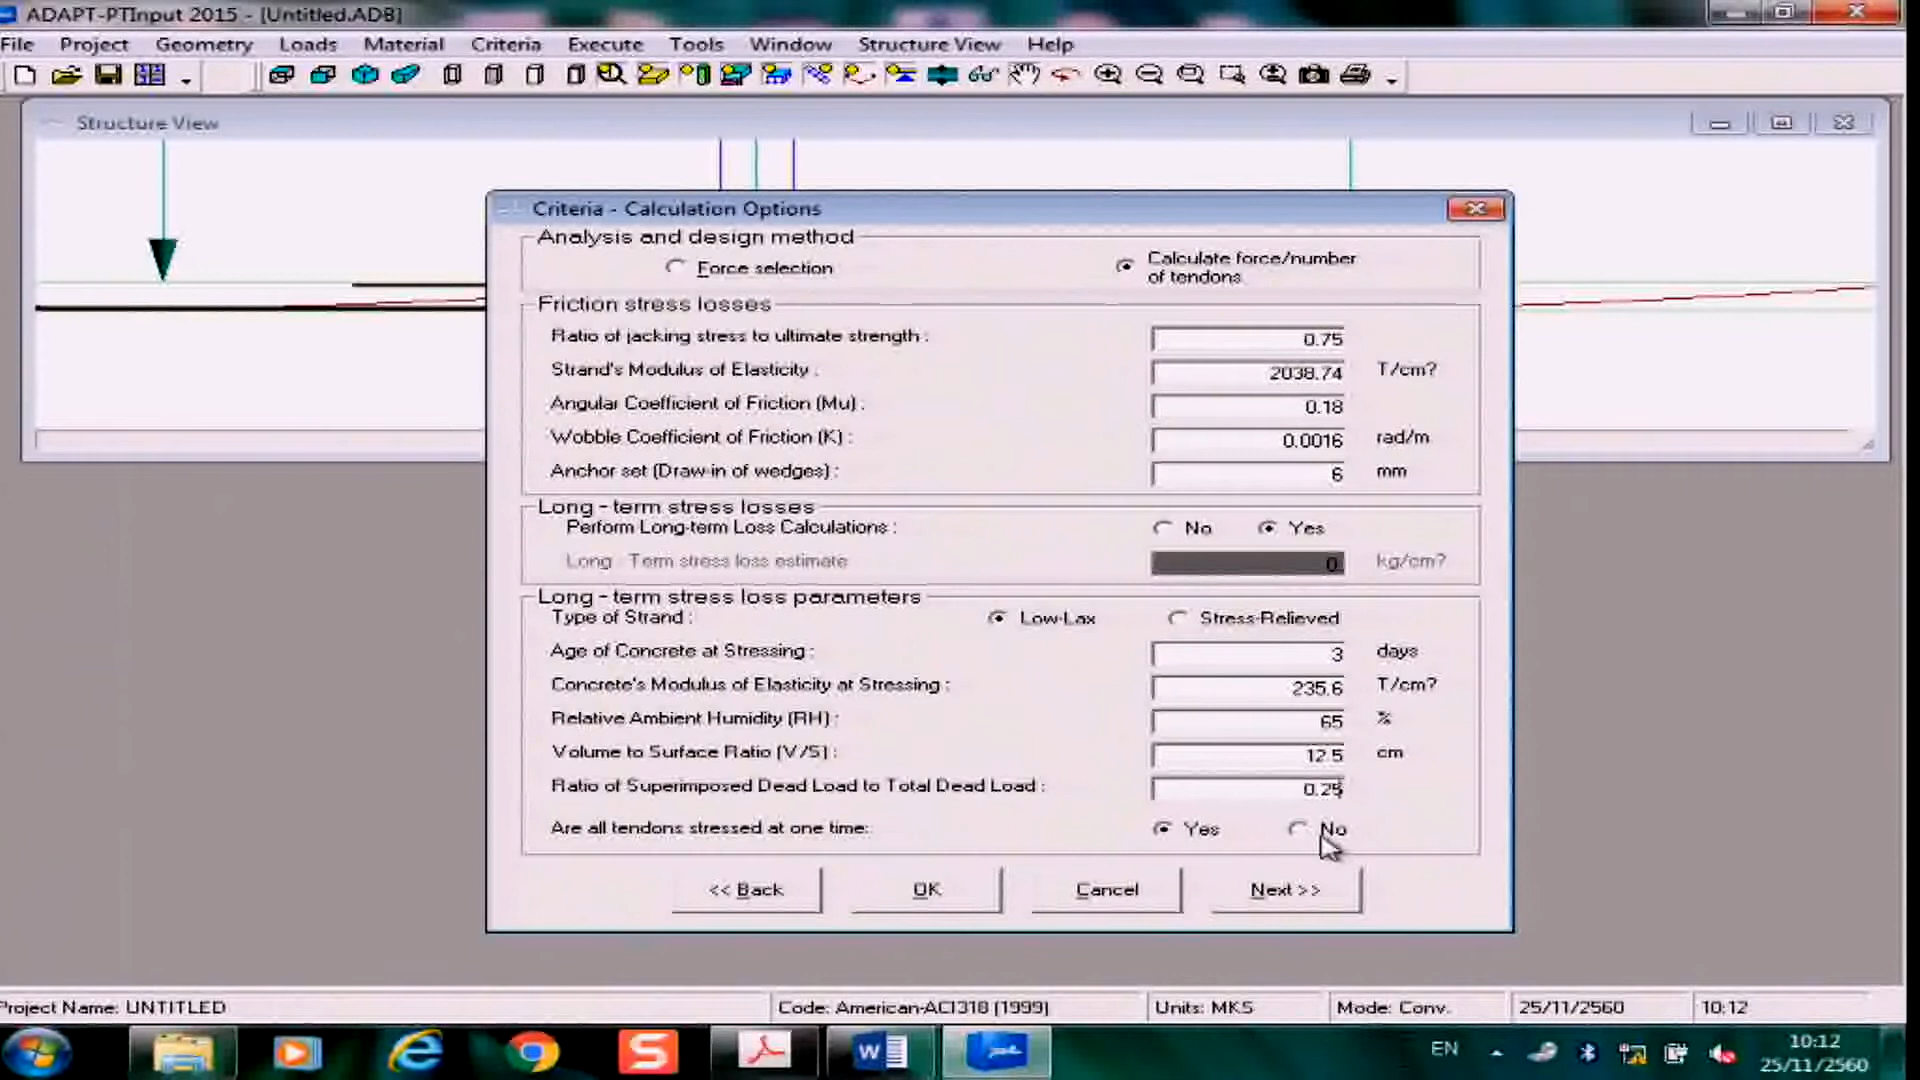 ADAPT-PTInput 2015 - [Untitled.ADB]
File Project Geometry Loads Material Criteria Execute Tools Window Structure View Help
Structure View
Criteria - Calculation Options
Analysis and design method
Force selection
Calculate force/number
of tendons
Friction stress losses
Ratio of jacking stress to ultimate strength : 0.75
Strand's Modulus of Elasticity : 2038.74 T/cm?
Angular Coefficient of Friction (Mu) : 0.18
Wobble Coefficient of Friction (K) : 0.0016 rad/m
Anchor set (Draw-in of wedges) : 6 mm
Long - term stress losses
Perform Long-term Loss Calculations : No Yes
Long - Term stress loss estimate 0 kg/cm?
Long - term stress loss parameters
Type of Strand : Low-Lax Stress-Relieved
Age of Concrete at Stressing : 3 days
Concrete's Modulus of Elasticity at Stressing : 235.6 T/cm?
Relative Ambient Humidity (RH) : 65 %
Volume to Surface Ratio (V/S) : 12.5 cm
Ratio of Superimposed Dead Load to Total Dead Load : 0.25
Are all tendons stressed at one time: Yes No
<< Back OK Cancel Next >>
Project Name: UNTITLED Code: American-ACI318 (1999) Units: MKS Mode: Conv. 25/11/2560 10:12
EN 10:12
25/11/2560